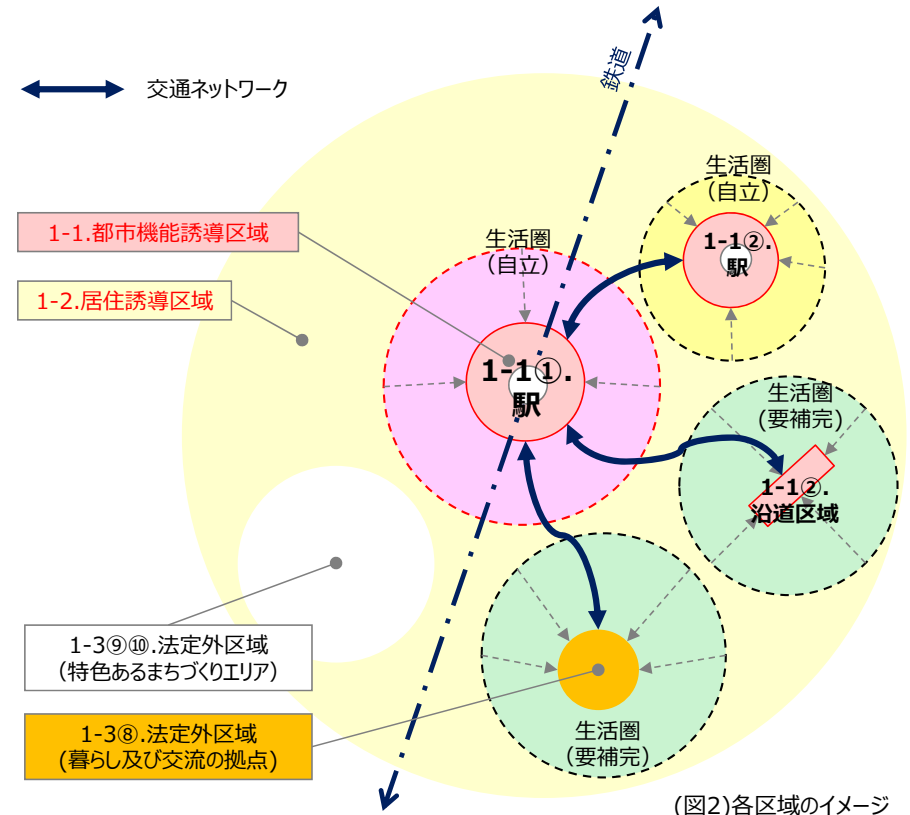 鉄道
交通ネットワーク
生活圏
(自立)
1-1②.
駅
1-1.都市機能誘導区域
生活圏
(自立)
1-2.居住誘導区域
1-1①.
駅
生活圏
(要補完)
1-1②.
沿道区域
1-3⑨⑩.法定外区域
(特色あるまちづくりエリア)
1-3⑧.法定外区域
(暮らし及び交流の拠点)
生活圏
(要補完)
(図2)各区域のイメージ